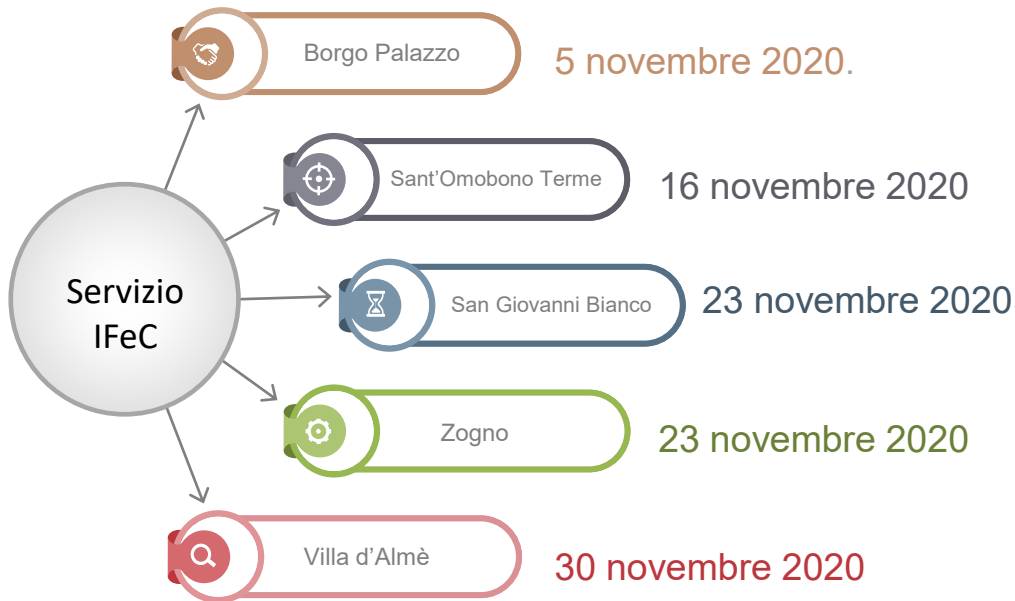 Borgo Palazzo
5 novembre 2020.
Sant'Omobono Terme
16 novembre 2020
Servizio
IFeC
San Giovanni Bianco
23 novembre 2020
Zogno
23 novembre 2020
Villa d'Almè
30 novembre 2020